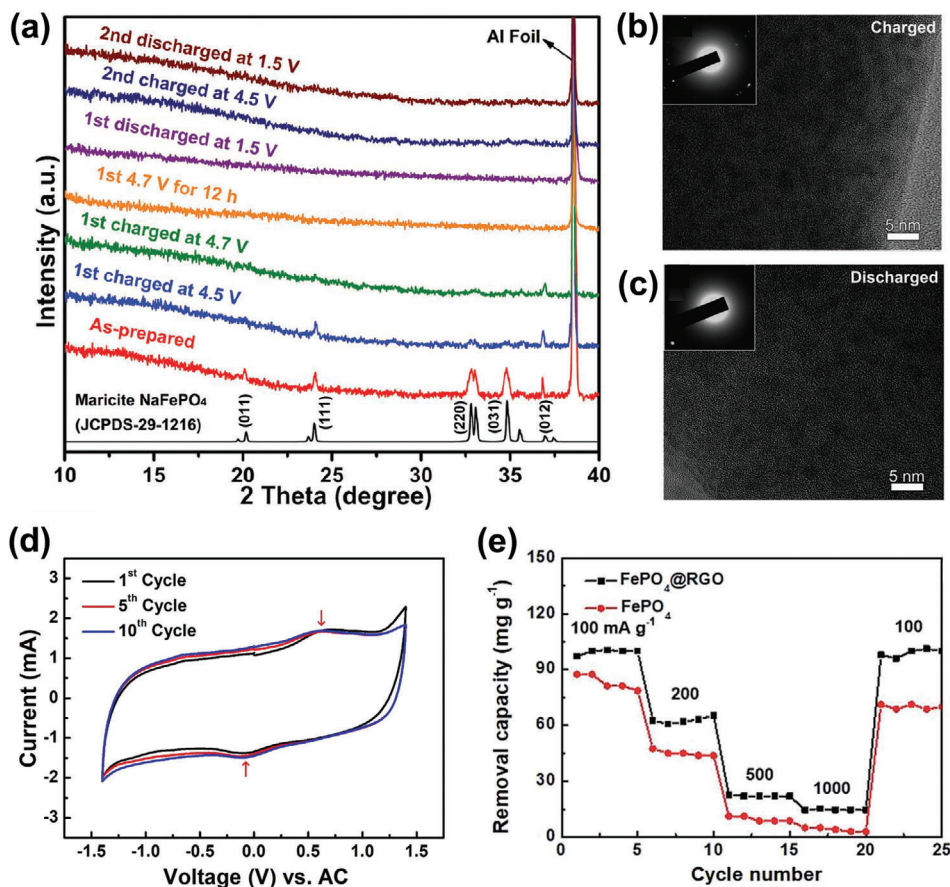 (a)
Al Foil
2nd discharged at 1.5 V
2nd charged at 4.5 V
1st discharged at 1.5 V
1st 4.7 V for 12 h
1st charged at 4.7 V
1st charged at 4.5 V
As-prepared
Maricite NaFePO₄
(JCPDS-29-1216)
(011)
(111)
(220)
(031)
(012)
Intensity (a.u.)
10 15 20 25 30 35 40
2 Theta (degree)
(b)
Charged
5 nm
(c)
Discharged
5 nm
(d)
1ˢᵗ Cycle
5ᵗʰ Cycle
10ᵗʰ Cycle
Current (mA)
4
3
2
1
0
-1
-2
-3
-1.5 -1.0 -0.5 0.0 0.5 1.0 1.5
Voltage (V) vs. AC
(e)
FePO₄@RGO
FePO₄
100 mA g⁻¹
200
500
1000
100
Removal capacity (mg g⁻¹)
150
120
90
60
30
0
0 5 10 15 20 25
Cycle number